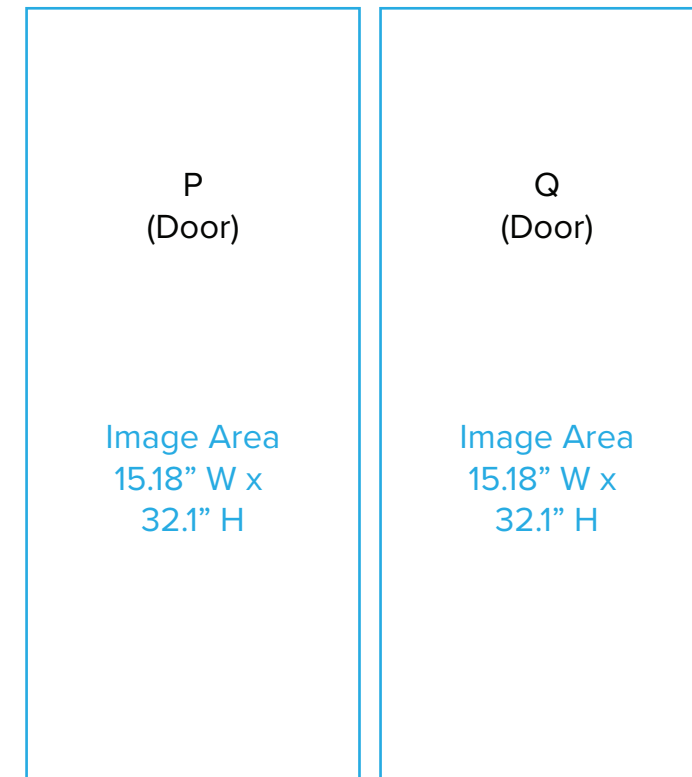 P
(Door)
Image Area
15.18” W x
32.1” H
Q
(Door)
Image Area
15.18” W x
32.1” H